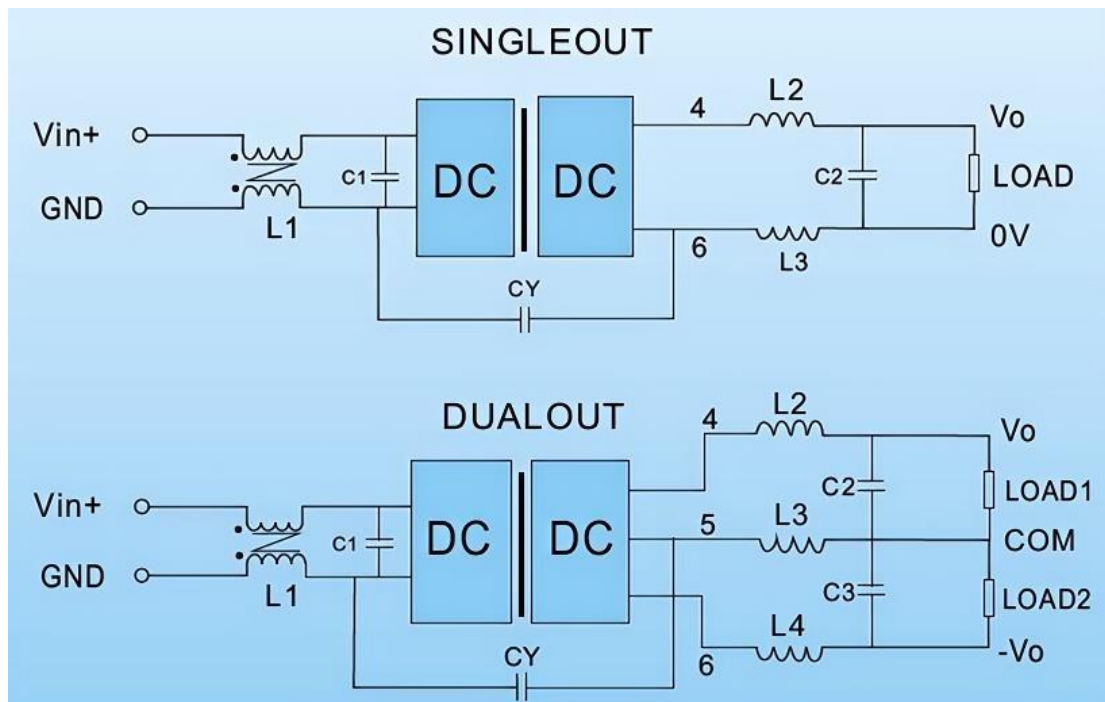 SINGLEOUT
Vin+
GND
L1
C1
DC
DC
CY
4
6
L2
L3
C2
Vo
LOAD
0V
DUALOUT
Vin+
GND
L1
C1
DC
DC
CY
4
5
6
L2
L3
L4
C2
C3
Vo
LOAD1
COM
LOAD2
-Vo